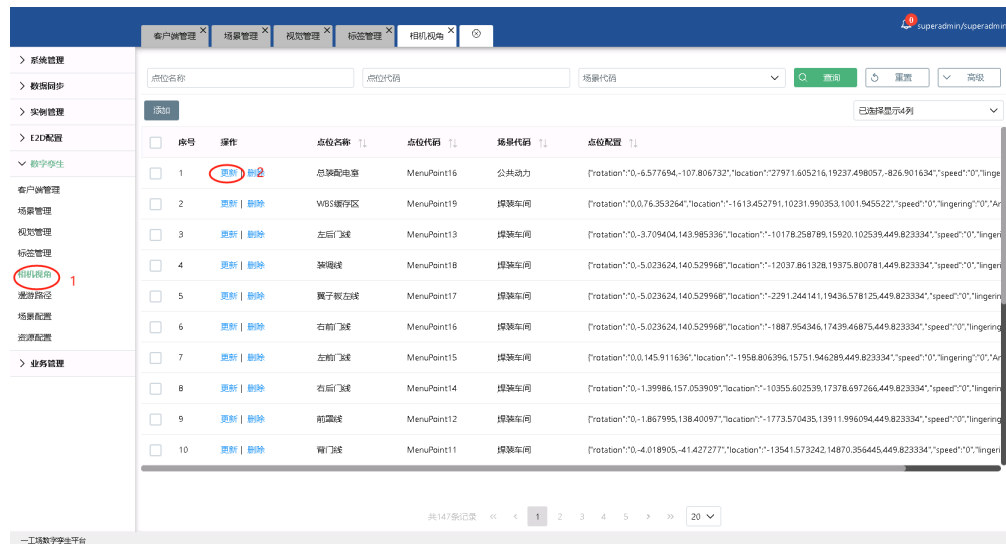 superadmin/superadmin
客户端管理 场景管理 视觉管理 标签管理 相机视角
系统管理
数据同步
实例管理
E2D配置
数字孪生
客户端管理
场景管理
视觉管理
标签管理
相机视角 1
漫游路径
场景配置
资源配置
业务管理
点位名称 点位代码 场景代码 查询 重置 高级
添加 已选择显示4列
序号 操作 点位名称 点位代码 场景代码 点位配置
1 更新 | 删除 2 总装配电室 MenuPoint16 公共动力 {"rotation":"0,-6.577694,-107.806732","location":"27971.605216,19237.498057,-826.901634","speed":"0","linge
2 更新 | 删除 WBS缓存区 MenuPoint19 焊装车间 {"rotation":"0,0,76.353264","location":"-1613.452791,10231.990353,1001.945522","speed":"0","lingering":"0","Ar
3 更新 | 删除 左后门线 MenuPoint13 焊装车间 {"rotation":"0,-3.709404,143.985336","location":"-10178.258789,15920.102539,449.823334","speed":"0","lingeri
4 更新 | 删除 装调线 MenuPoint18 焊装车间 {"rotation":"0,-5.023624,140.529968","location":"-12037.861328,19375.800781,449.823334","speed":"0","lingeri
5 更新 | 删除 翼子板左线 MenuPoint17 焊装车间 {"rotation":"0,-5.023624,140.529968","location":"-2291.244141,19436.578125,449.823334","speed":"0","lingerin
6 更新 | 删除 右前门线 MenuPoint16 焊装车间 {"rotation":"0,-5.023624,140.529968","location":"-1887.954346,17439.46875,449.823334","speed":"0","lingering
7 更新 | 删除 左前门线 MenuPoint15 焊装车间 {"rotation":"0,0,145.911636","location":"-1958.806396,15751.946289,449.823334","speed":"0","lingering":"0","Ar
8 更新 | 删除 右后门线 MenuPoint14 焊装车间 {"rotation":"0,-1.39986,157.053909","location":"-10355.602539,17378.697266,449.823334","speed":"0","lingering
9 更新 | 删除 前罩线 MenuPoint12 焊装车间 {"rotation":"0,-1.867995,138.40097","location":"-1773.570435,13911.996094,449.823334","speed":"0","lingering
10 更新 | 删除 背门线 MenuPoint11 焊装车间 {"rotation":"0,-4.018905,-41.427277","location":"-13541.573242,14870.356445,449.823334","speed":"0","lingeri
共147条记录 1 2 3 4 5 20
一工场数字孪生平台